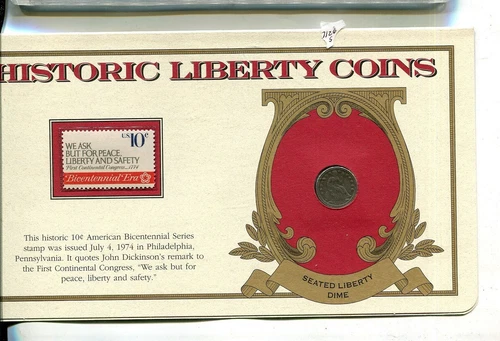 HISTORIC LIBERTY COINS
US 10c
WE ASK
BUT FOR PEACE,
LIBERTY AND SAFETY
First Continental Congress, 1774
Bicentennial Era
This historic 10¢ American Bicentennial Series
stamp was issued July 4, 1974 in Philadelphia,
Pennsylvania. It quotes John Dickinson's remark to
the First Continental Congress, "We ask but for
peace, liberty and safety."
SEATED LIBERTY
DIME